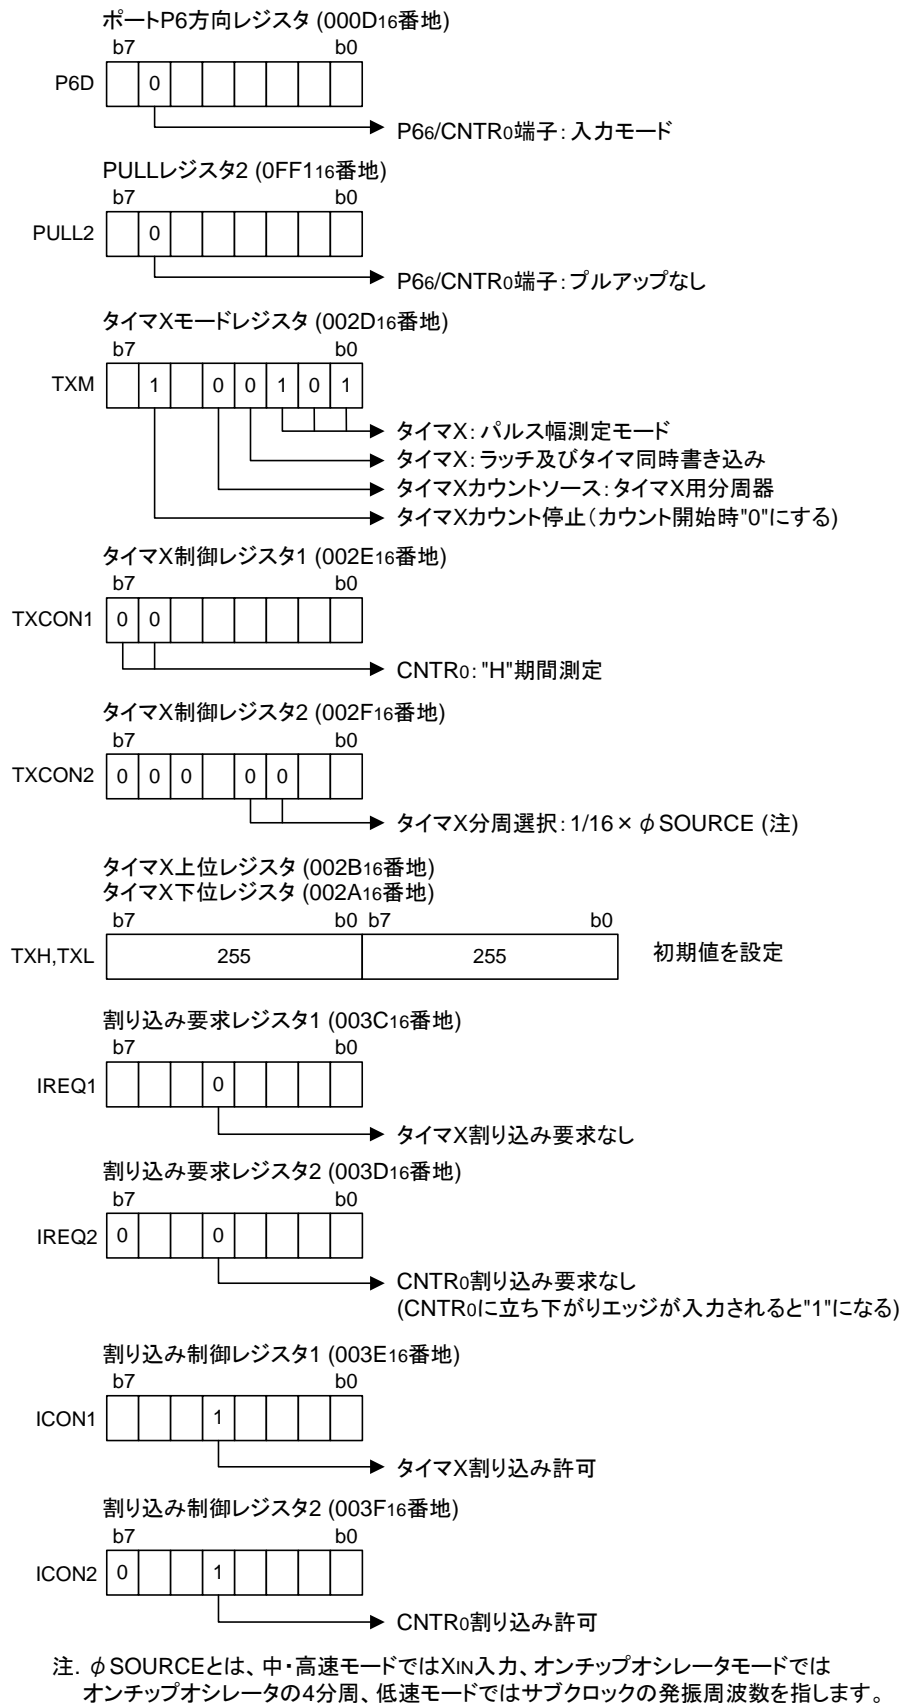 ポートP6方向レジスタ (000D16番地)
b7 b0
P6D 0
P66/CNTR0端子：入力モード
PULLレジスタ2 (0FF116番地)
b7 b0
PULL2 0
P66/CNTR0端子：プルアップなし
タイマXモードレジスタ (002D16番地)
b7 b0
TXM 1 0 0 1 0 1
タイマX：パルス幅測定モード
タイマX：ラッチ及びタイマ同時書き込み
タイマXカウントソース：タイマX用分周器
タイマXカウント停止（カウント開始時"0"にする)
タイマX制御レジスタ1 (002E16番地)
b7 b0
TXCON1 0 0
CNTR0："H"期間測定
タイマX制御レジスタ2 (002F16番地)
b7 b0
TXCON2 0 0 0 0 0
タイマX分周選択：1/16×φSOURCE (注)
タイマX上位レジスタ (002B16番地)
タイマX下位レジスタ (002A16番地)
b7 b0 b7 b0
TXH,TXL 255 255 初期値を設定
割り込み要求レジスタ1 (003C16番地)
b7 b0
IREQ1 0
タイマX割り込み要求なし
割り込み要求レジスタ2 (003D16番地)
b7 b0
IREQ2 0 0
CNTR0割り込み要求なし
(CNTR0に立ち下がりエッジが入力されると"1"になる)
割り込み制御レジスタ1 (003E16番地)
b7 b0
ICON1 1
タイマX割り込み許可
割り込み制御レジスタ2 (003F16番地)
b7 b0
ICON2 0 1
CNTR0割り込み許可
注．φSOURCEとは、中・高速モードではXIN入力、オンチップオシレータモードでは
オンチップオシレータの4分周、低速モードではサブクロックの発振周波数を指します。